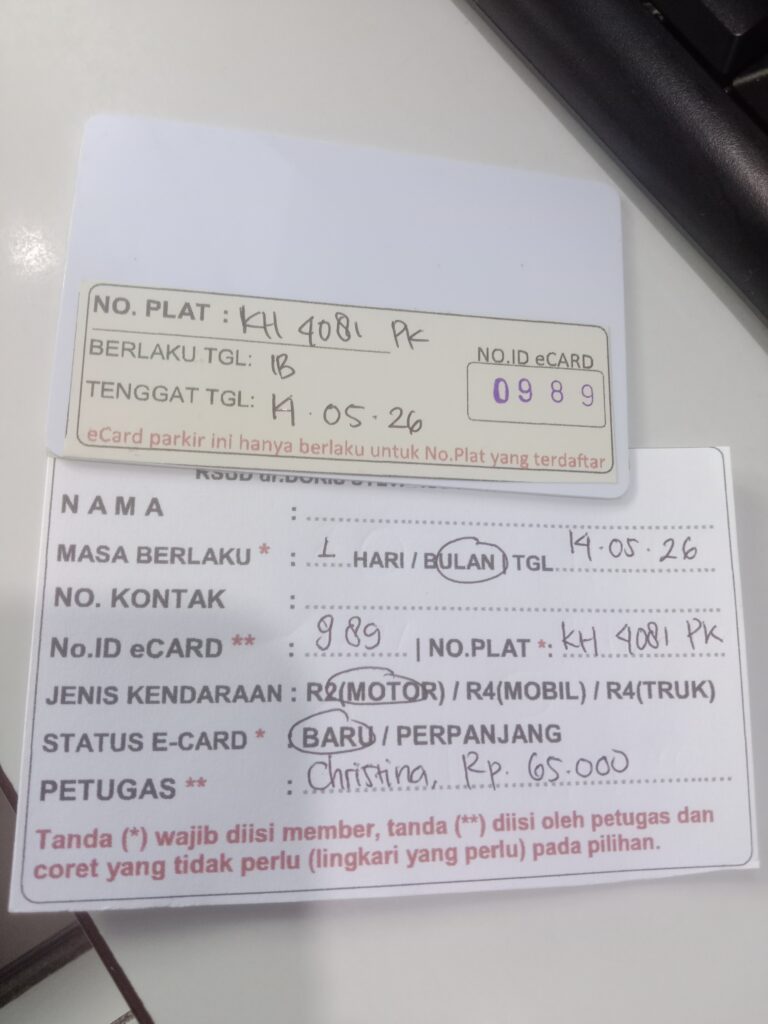 NO. PLAT : KH 4081 PK
BERLAKU TGL: 1B
TENGGAT TGL: 14.05.26
NO.ID eCARD
0989
eCard parkir ini hanya berlaku untuk No.Plat yang terdaftar
NAMA :
MASA BERLAKU * : 1 HARI / BULAN | TGL 14.05.26
NO. KONTAK :
No.ID eCARD ** : 989 | NO.PLAT *: KH 4081 PK
JENIS KENDARAAN : R2(MOTOR) / R4(MOBIL) / R4(TRUK)
STATUS E-CARD * : BARU / PERPANJANG
PETUGAS ** : Christina, Rp. 65.000
Tanda (*) wajib diisi member, tanda (**) diisi oleh petugas dan
coret yang tidak perlu (lingkari yang perlu) pada pilihan.